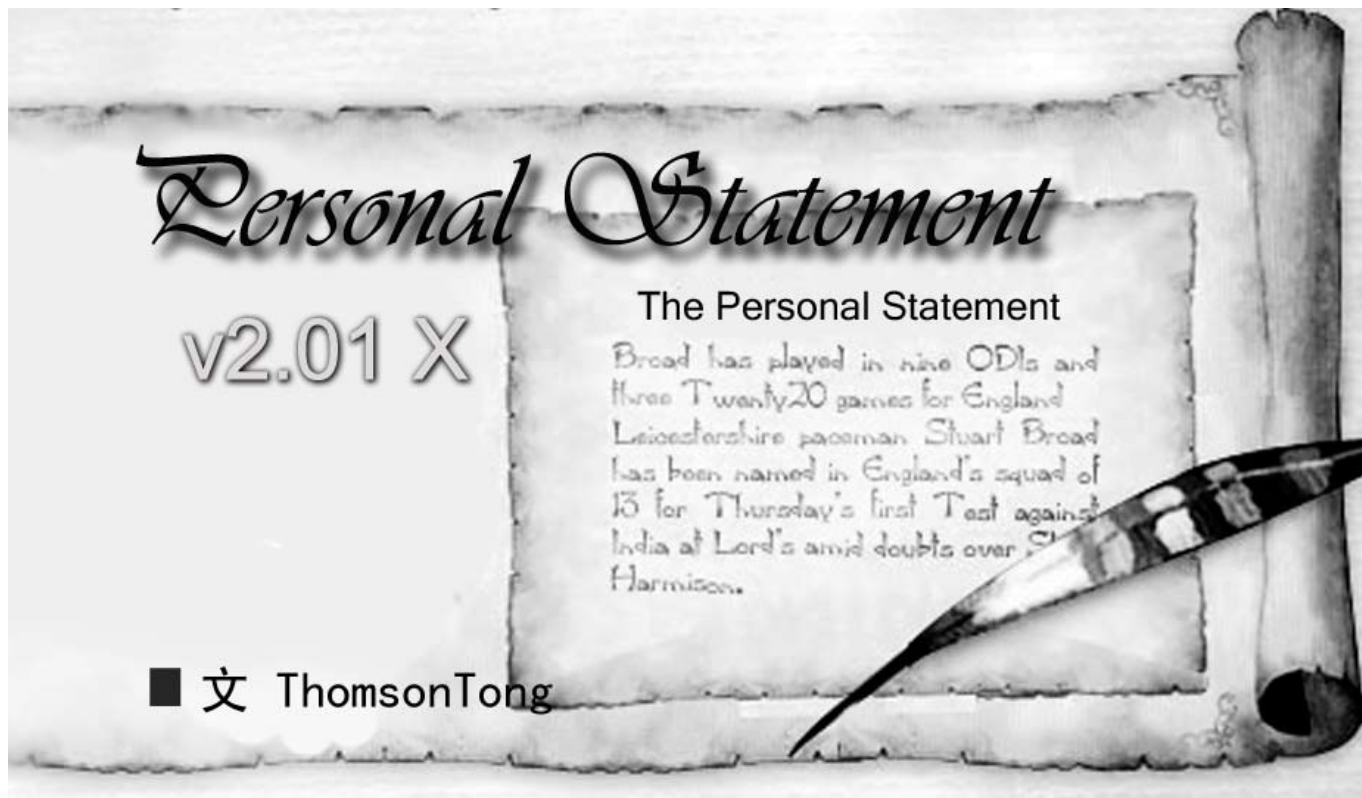 Personal Statement
v2.01 X
The Personal Statement
Broad has played in nine ODIs and
three Twenty20 games for England
Leicestershire paceman Stuart Broad
has been named in England's squad of
13 for Thursday's first Test against
India at Lord's amid doubts over
Harmison.
■ 文 ThomsonTong